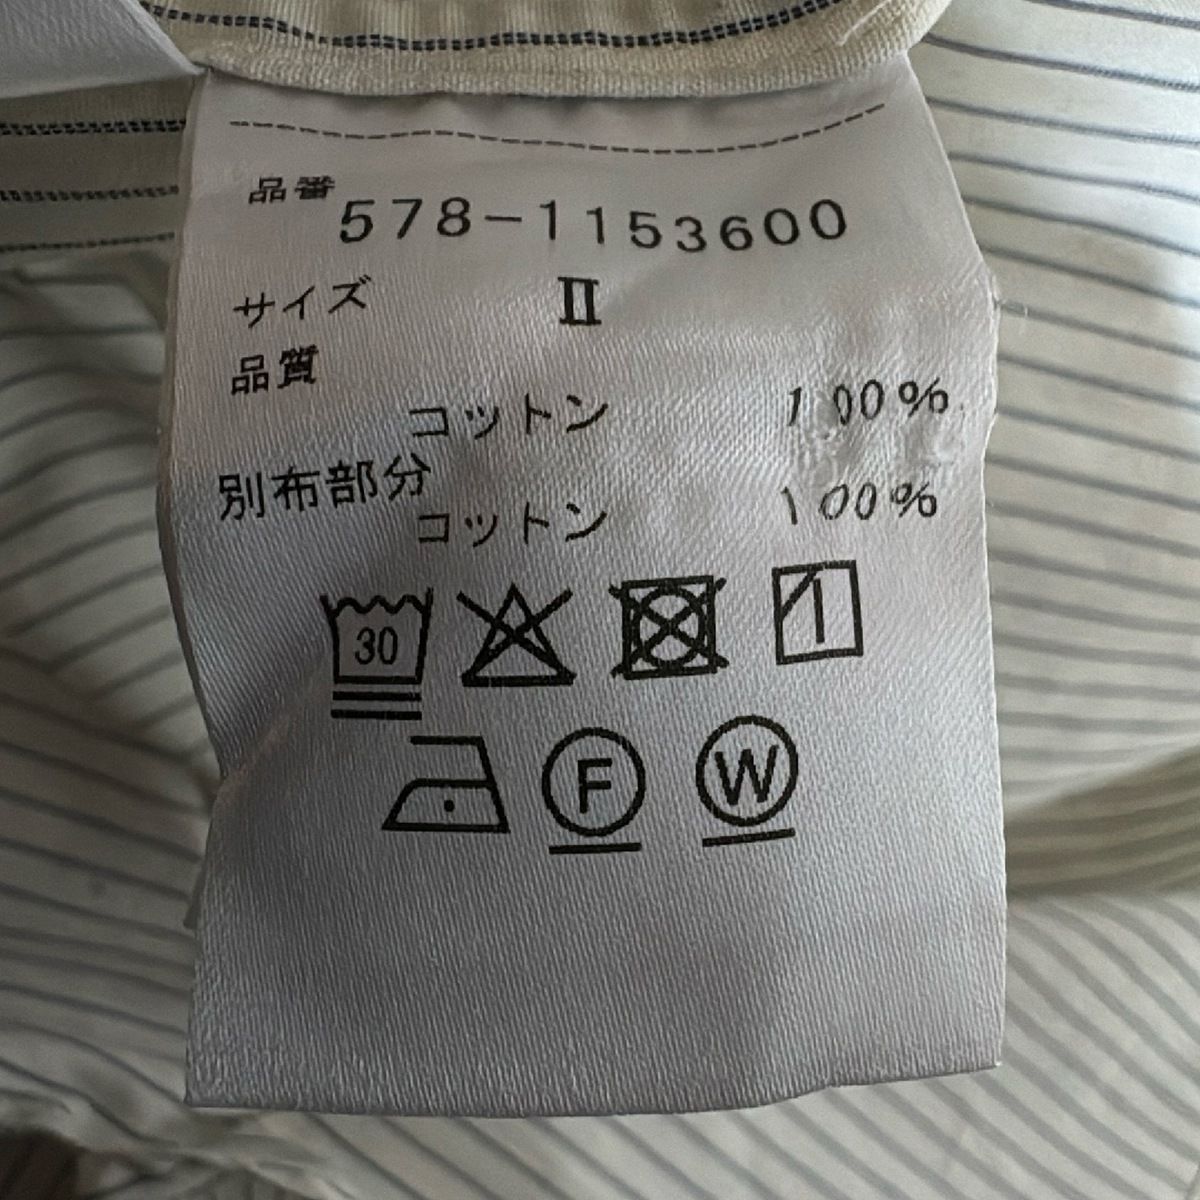 品番 578-1153600
サイズ Ⅱ
品質
コットン 100%
別布部分
コットン 100%
30
F W